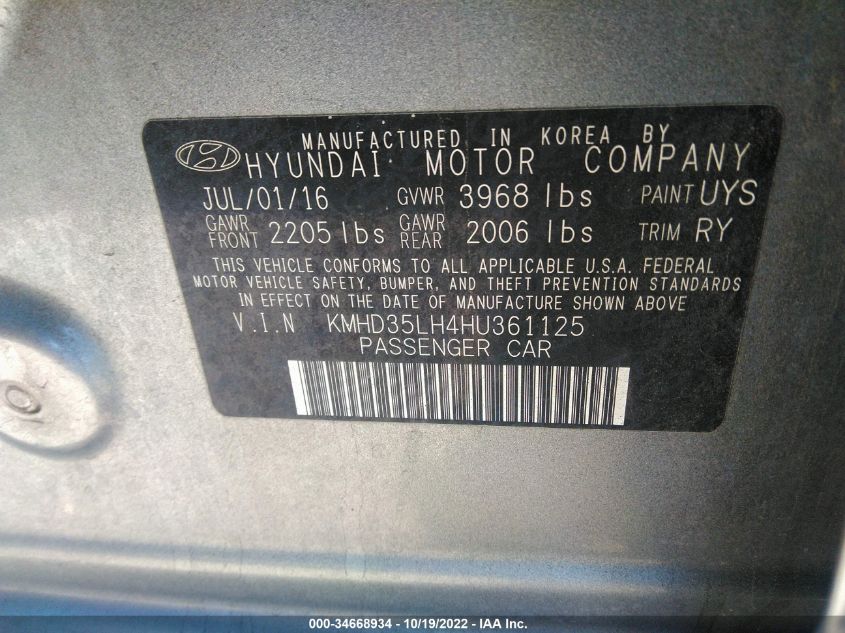 MANUFACTURED IN KOREA BY
HYUNDAI MOTOR COMPANY
JUL/01/16 GVWR 3968 lbs PAINT UYS
GAWR FRONT 2205 lbs GAWR REAR 2006 lbs TRIM RY
THIS VEHICLE CONFORMS TO ALL APPLICABLE U.S.A. FEDERAL
MOTOR VEHICLE SAFETY, BUMPER, AND THEFT PREVENTION STANDARDS
IN EFFECT ON THE DATE OF MANUFACTURE SHOWN ABOVE
V.I.N KMHD35LH4HU361125
PASSENGER CAR
000-34668934 - 10/19/2022 - IAA Inc.